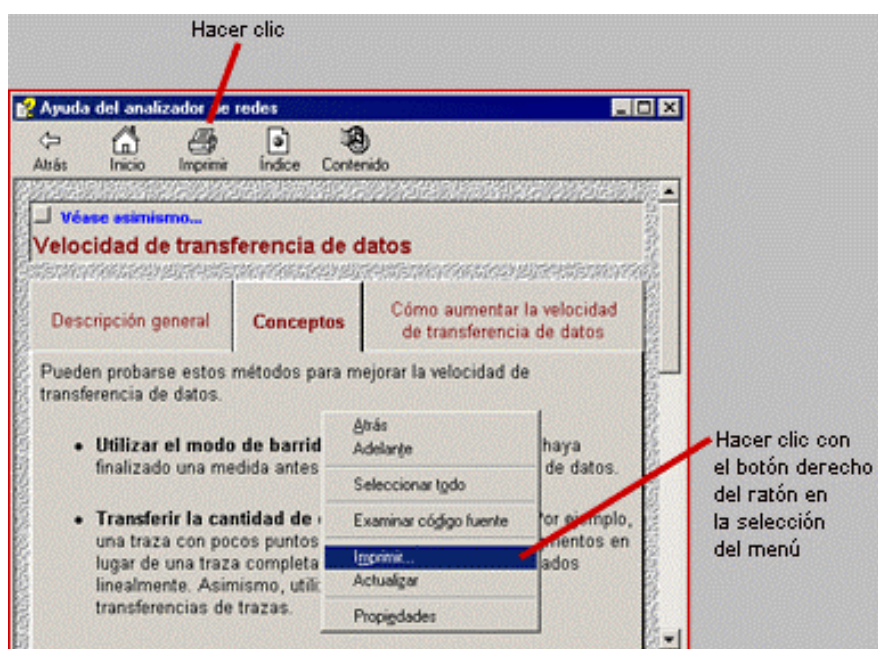 Hacer clic
Ayuda del analizador de redes
Atrás Inicio Imprimir Índice Contenido
Véase asimismo...
Velocidad de transferencia de datos
Descripción general
Conceptos
Cómo aumentar la velocidad
de transferencia de datos
Pueden probarse estos métodos para mejorar la velocidad de
transferencia de datos.
• Utilizar el modo de barrid haya
finalizado una medida antes de datos.
• Transferir la cantidad de ejemplo,
una traza con pocos puntos mentos en
lugar de una traza completa ados
linealmente. Asimismo, utili
transferencias de trazas.
Atrás
Adelante
Seleccionar todo
Examinar código fuente
Imprimir...
Actualizar
Propiedades
Hacer clic con
el botón derecho
del ratón en
la selección
del menú